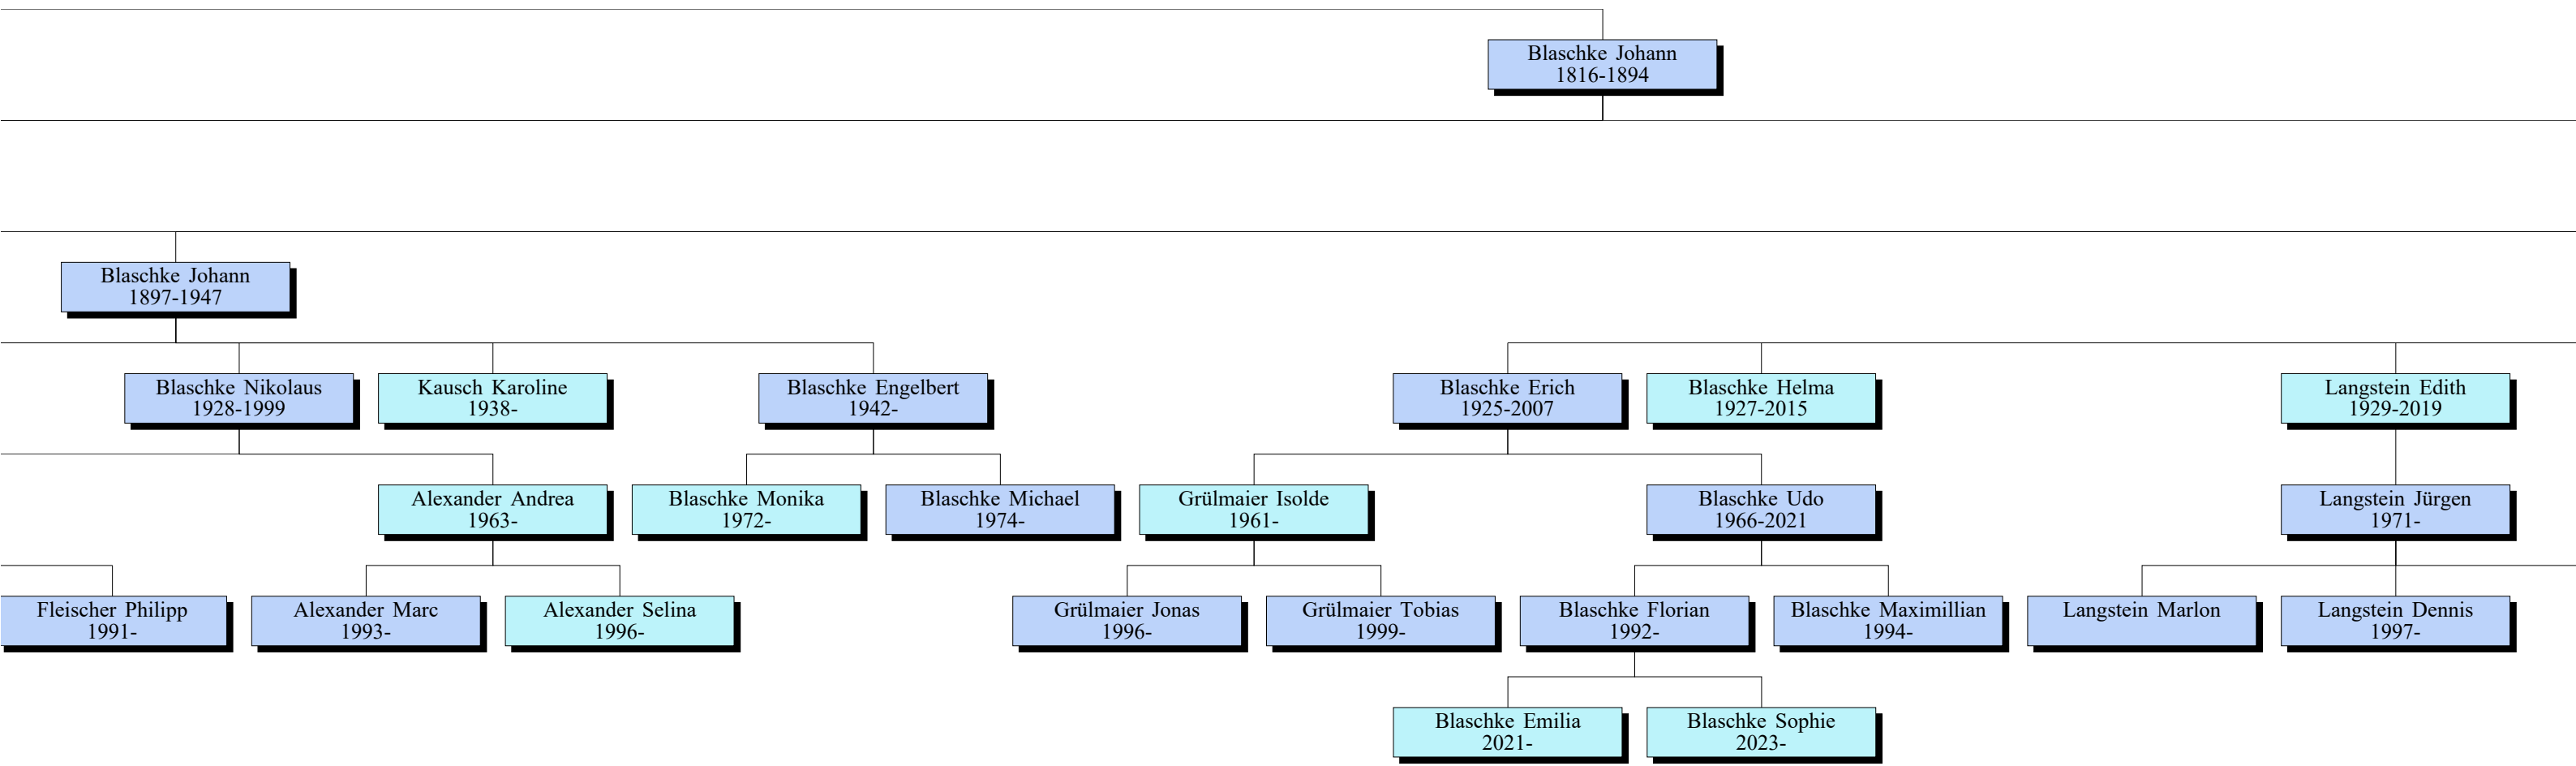 Blaschke Johann
1816-1894
Blaschke Johann
1897-1947
Blaschke Nikolaus
1928-1999
Kausch Karoline
1938-
Blaschke Engelbert
1942-
Blaschke Erich
1925-2007
Blaschke Helma
1927-2015
Langstein Edith
1929-2019
Alexander Andrea
1963-
Blaschke Monika
1972-
Blaschke Michael
1974-
Grülmaier Isolde
1961-
Blaschke Udo
1966-2021
Langstein Jürgen
1971-
Fleischer Philipp
1991-
Alexander Marc
1993-
Alexander Selina
1996-
Grülmaier Jonas
1996-
Grülmaier Tobias
1999-
Blaschke Florian
1992-
Blaschke Maximillian
1994-
Langstein Marlon
Langstein Dennis
1997-
Blaschke Emilia
2021-
Blaschke Sophie
2023-